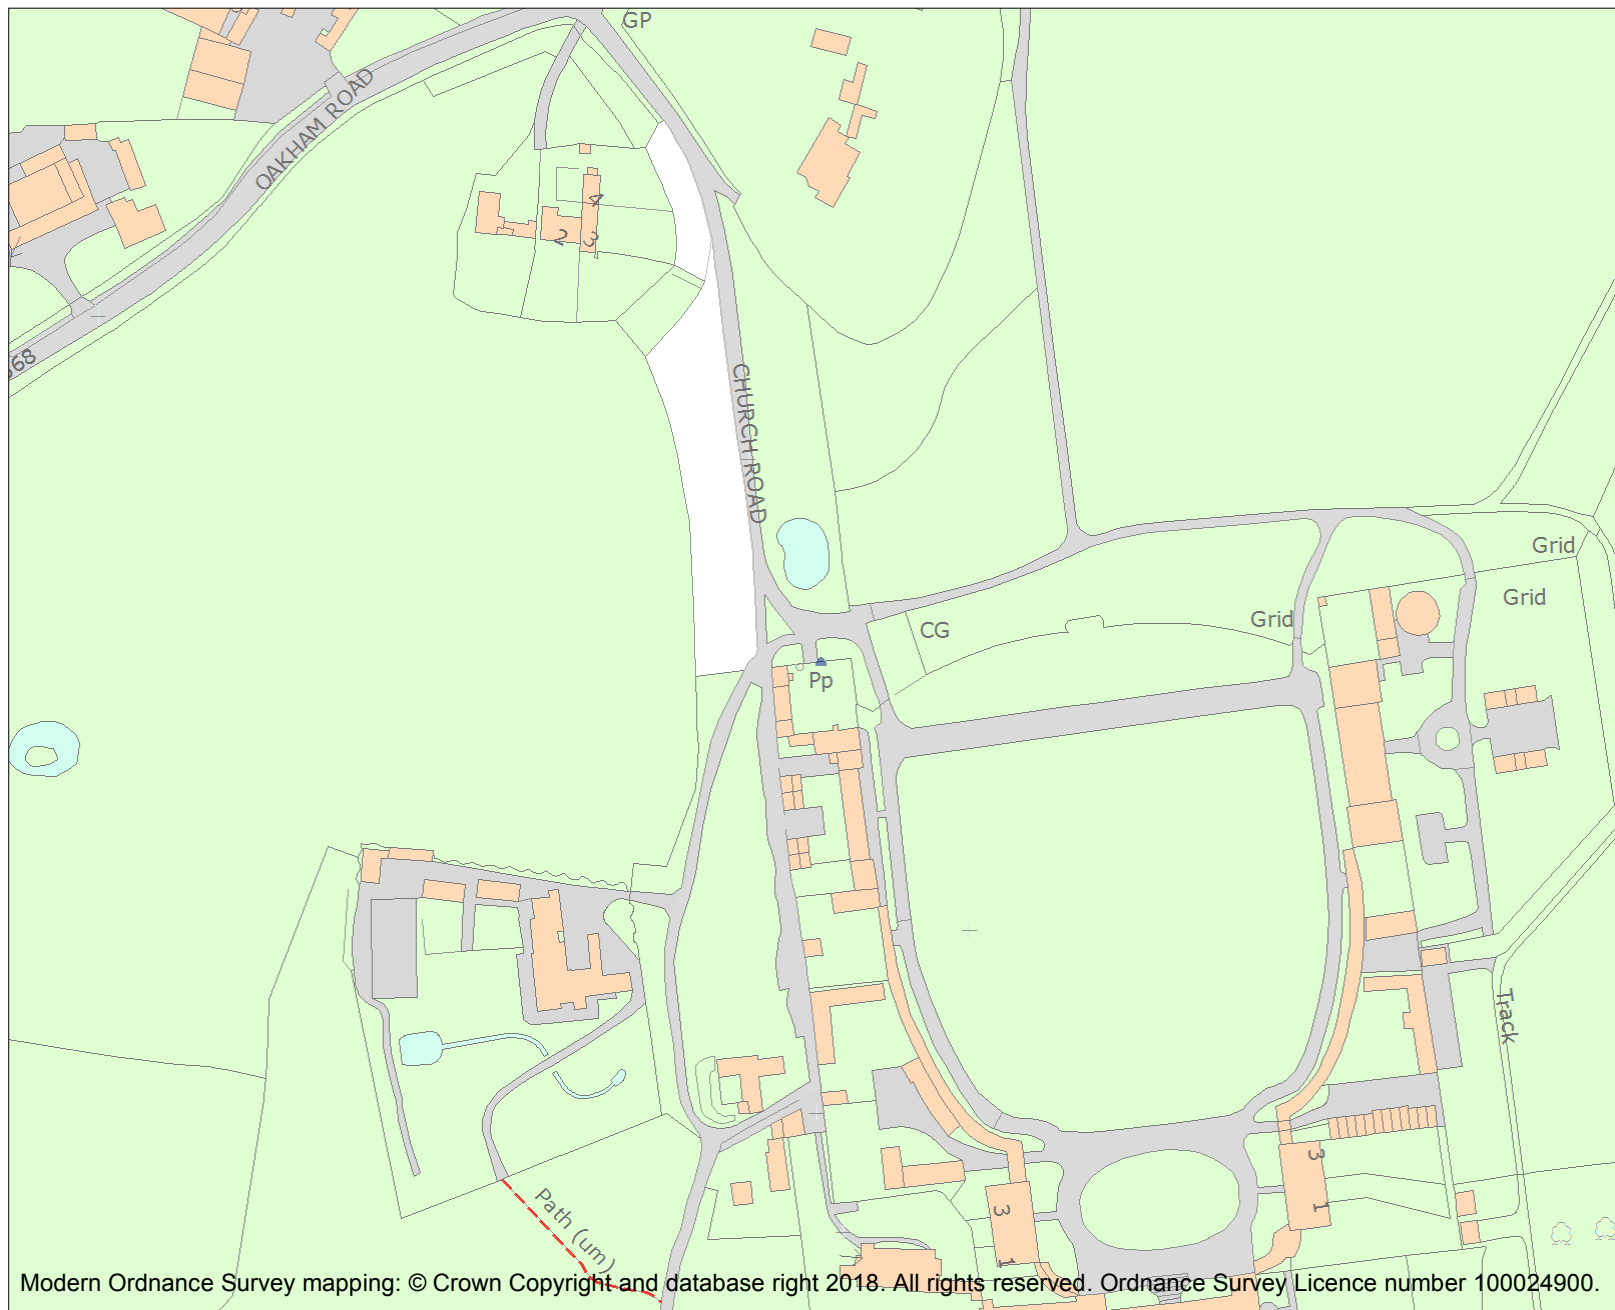 GP
OAKHAM ROAD
4
2
3
668
CHURCH ROAD
Grid
Grid
Grid
CG
Pp
Track
3
1
3
1
Path (um)
Modern Ordnance Survey mapping: © Crown Copyright and database right 2018. All rights reserved. Ordnance Survey Licence number 100024900.